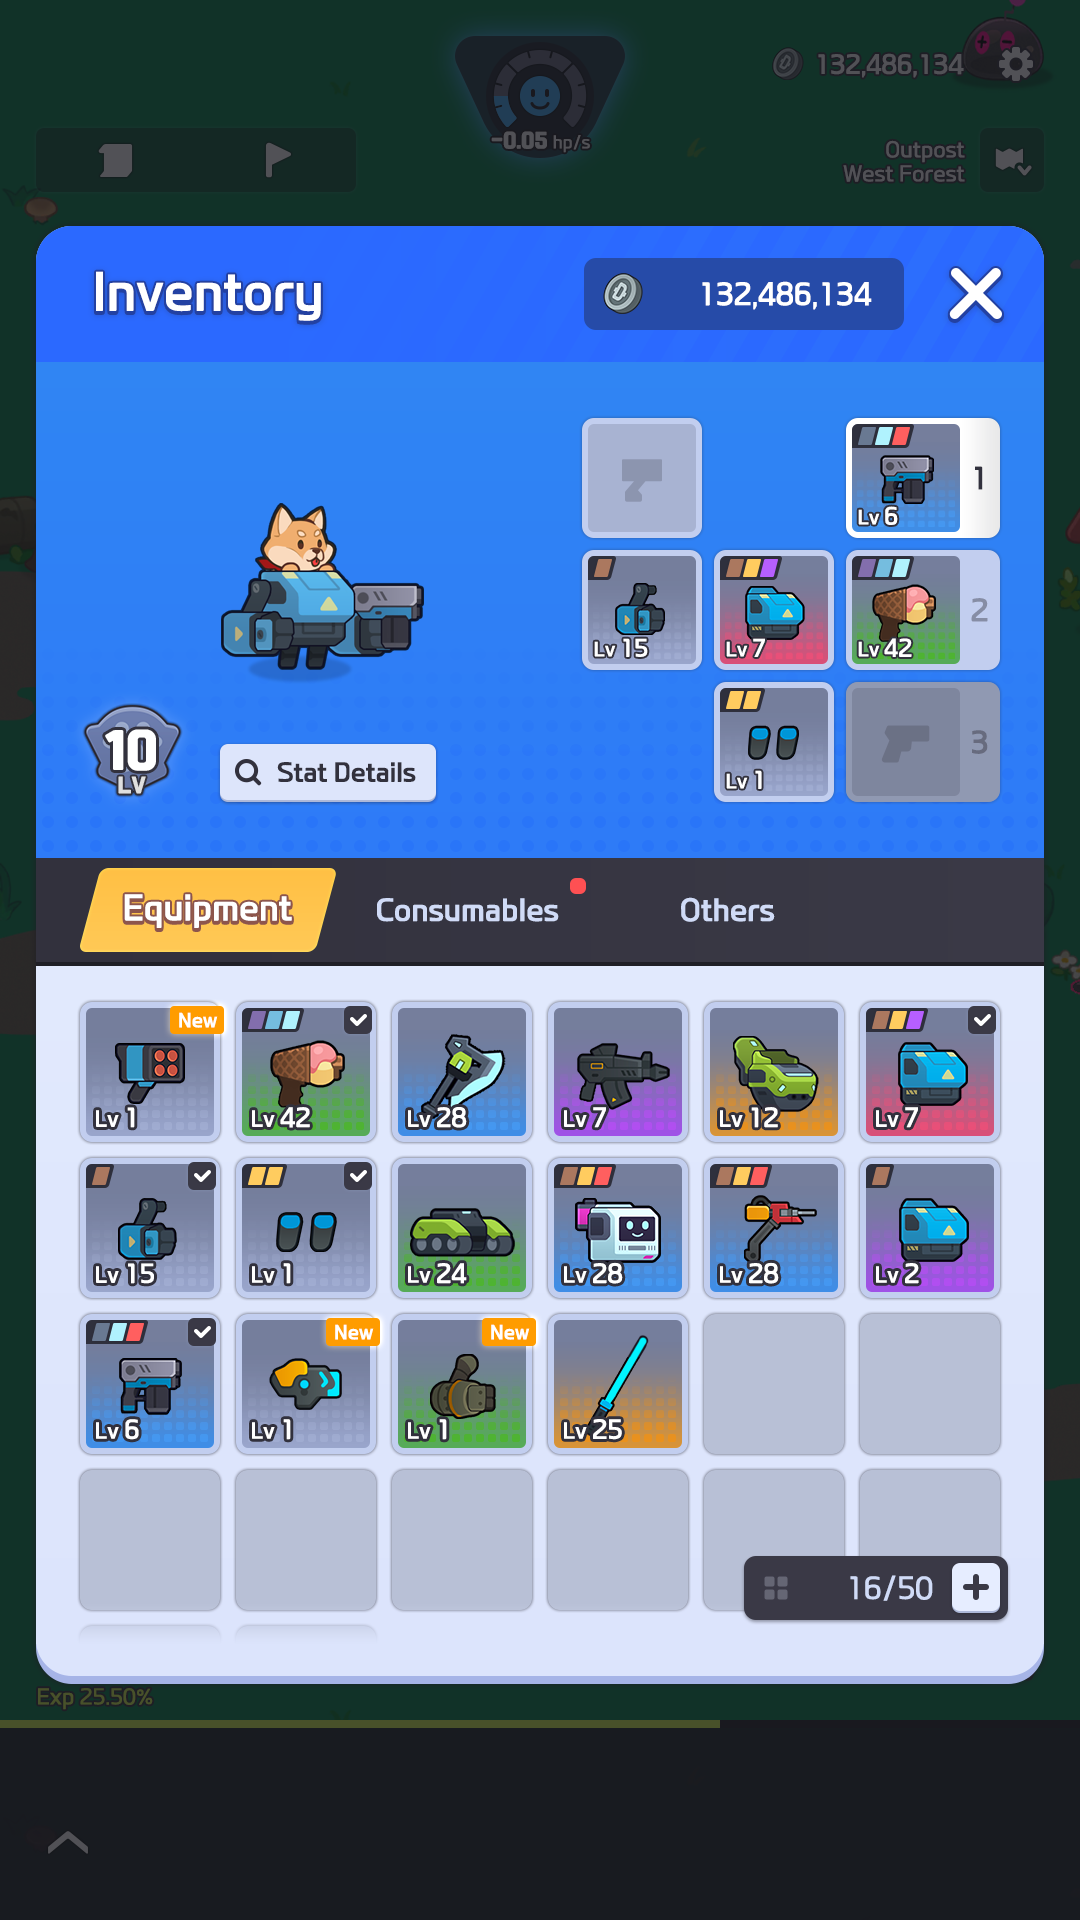 132,486,134
-0.05 hp/s
Outpost
West Forest
Inventory
132,486,134
Lv 6
1
Lv 15
Lv 7
Lv 42
2
Lv 1
3
10
LV
Stat Details
Equipment
Consumables
Others
New
Lv 1
Lv 42
Lv 28
Lv 7
Lv 12
Lv 7
Lv 15
Lv 1
Lv 24
Lv 28
Lv 28
Lv 2
Lv 6
New
Lv 1
New
Lv 1
Lv 25
16/50
Exp 25.50%